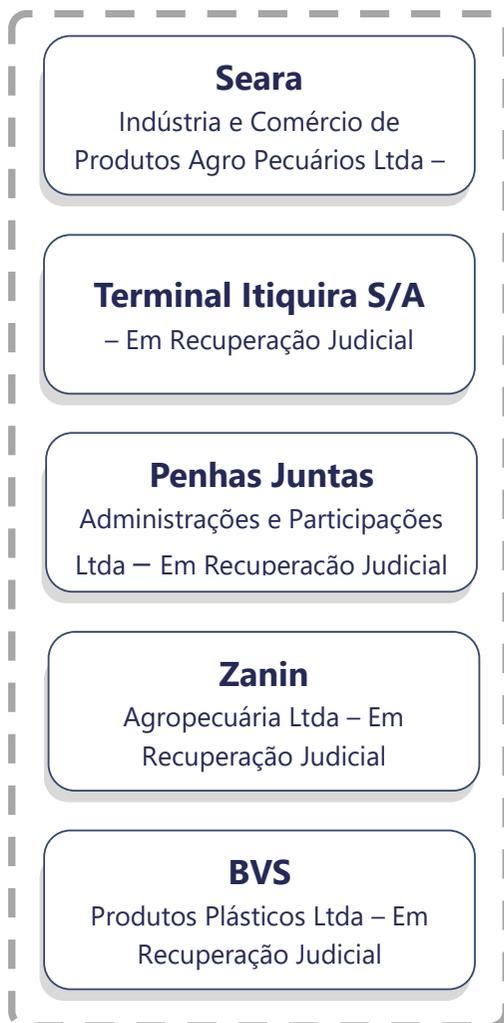 Seara
Indústria e Comércio de
Produtos Agro Pecuários Ltda –
Terminal Itiquira S/A
– Em Recuperação Judicial
Penhas Juntas
Administrações e Participações
Ltda – Em Recuperação Judicial
Zanin
Agropecuária Ltda – Em
Recuperação Judicial
BVS
Produtos Plásticos Ltda – Em
Recuperação Judicial